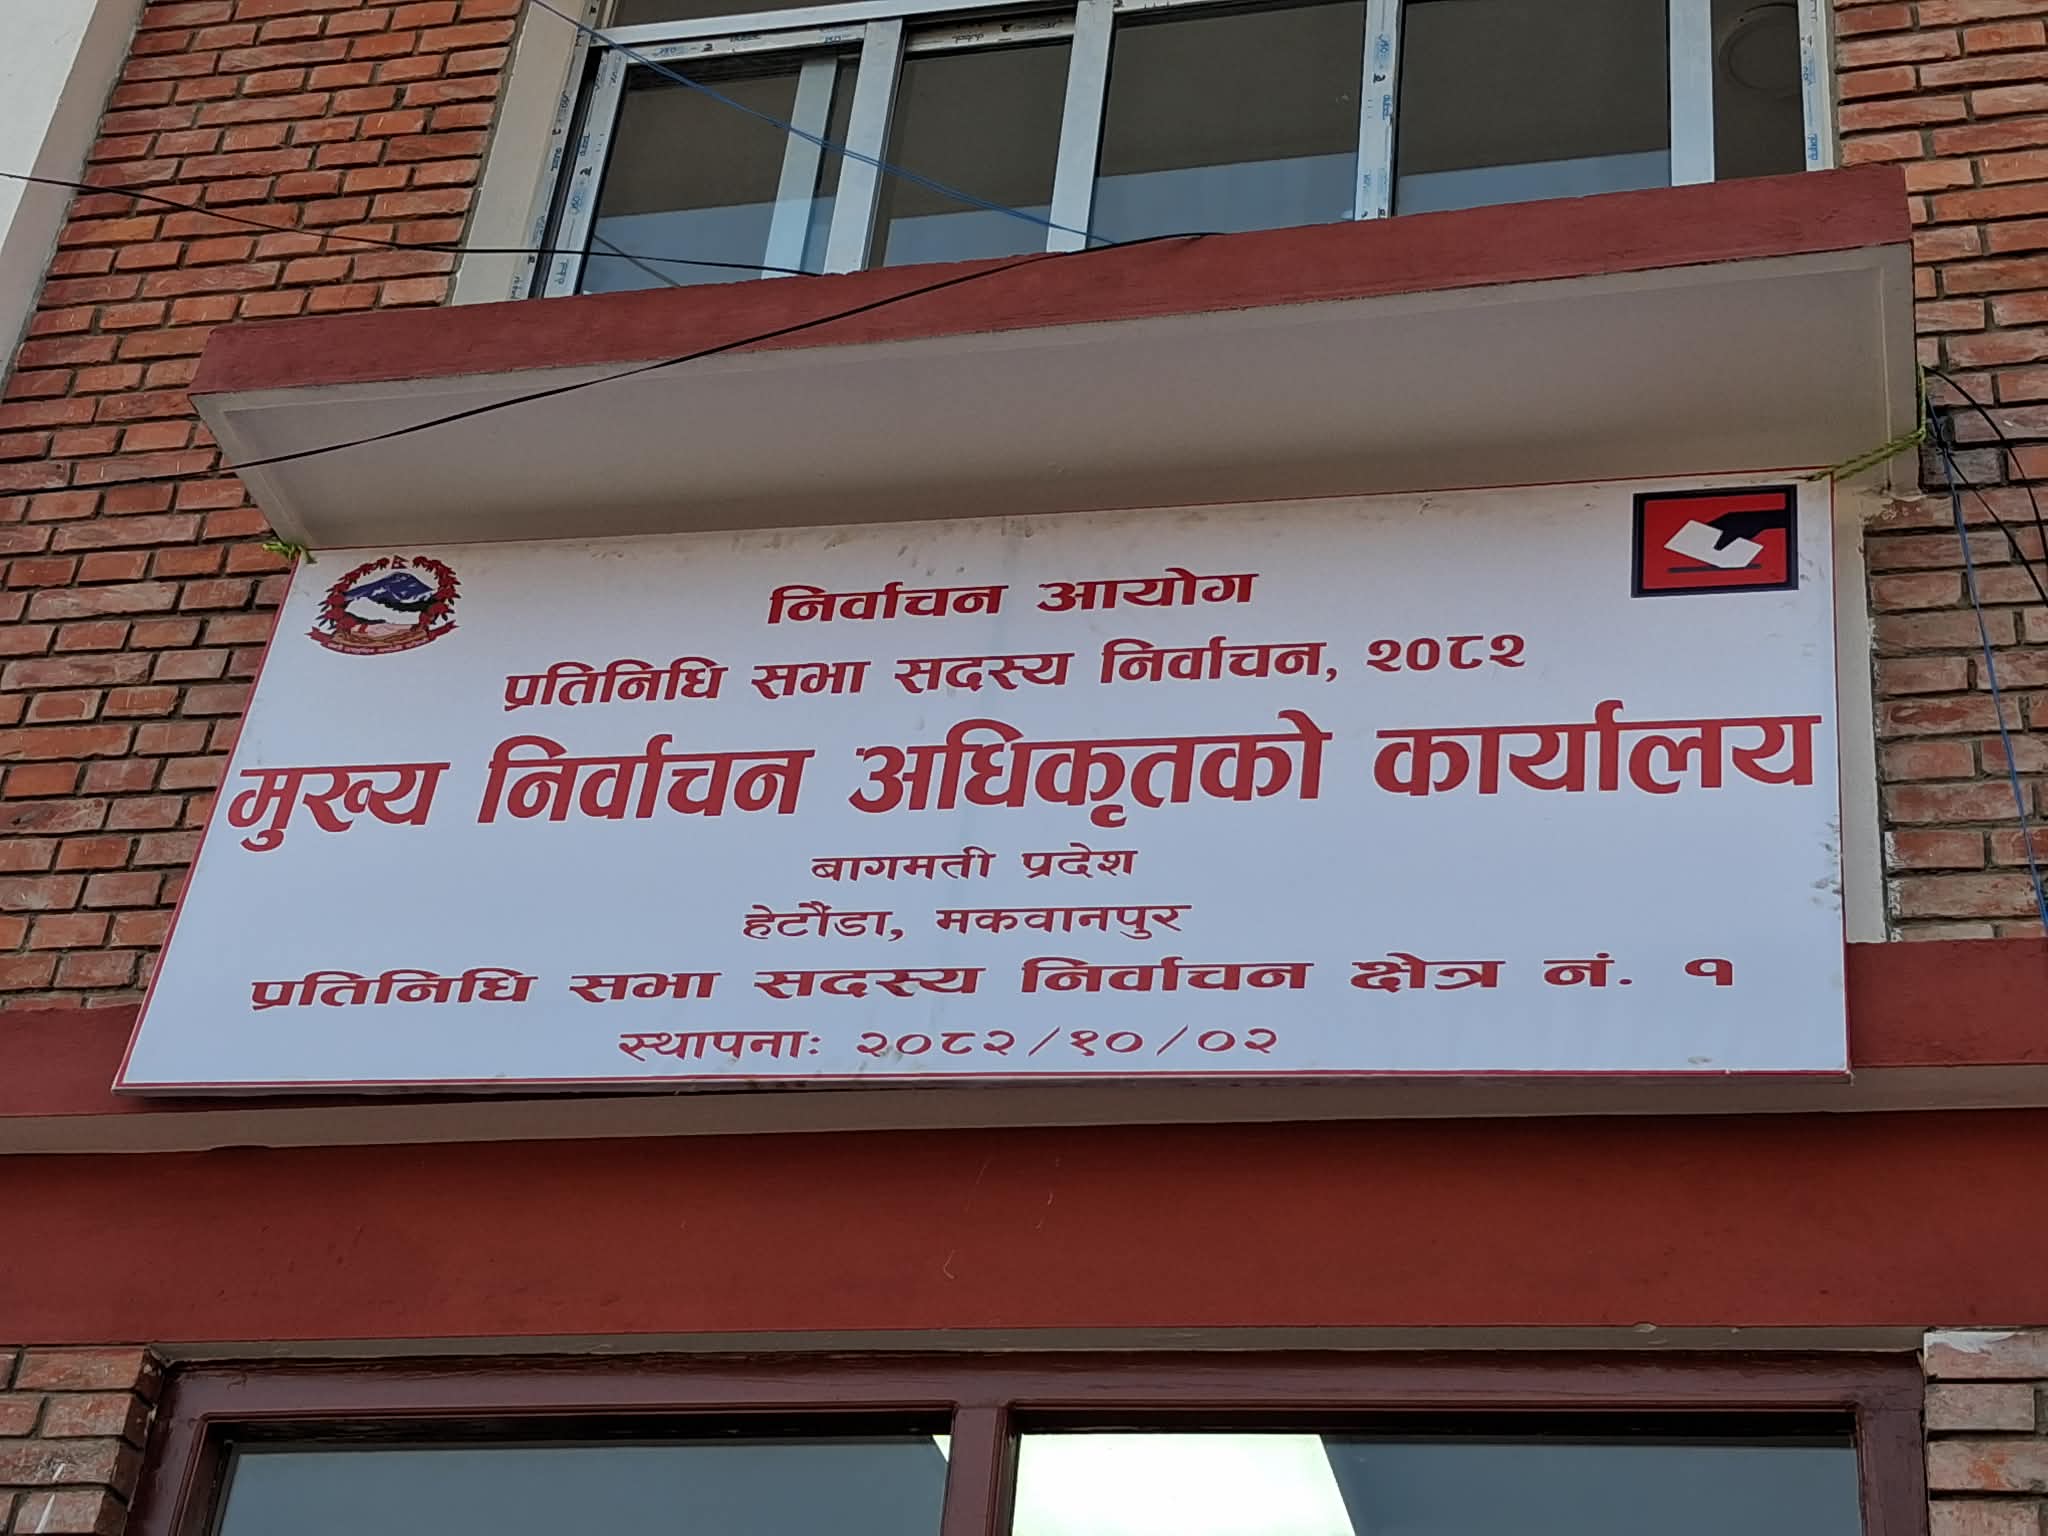 निर्वाचन आयोग
प्रतिनिधि सभा सदस्य निर्वाचन, २०८२
मुख्य निर्वाचन अधिकृतको कार्यालय
बागमती प्रदेश
हेटौंडा, मकवानपुर
प्रतिनिधि सभा सदस्य निर्वाचन क्षेत्र नं. १
स्थापनाः २०८२/१०/०२